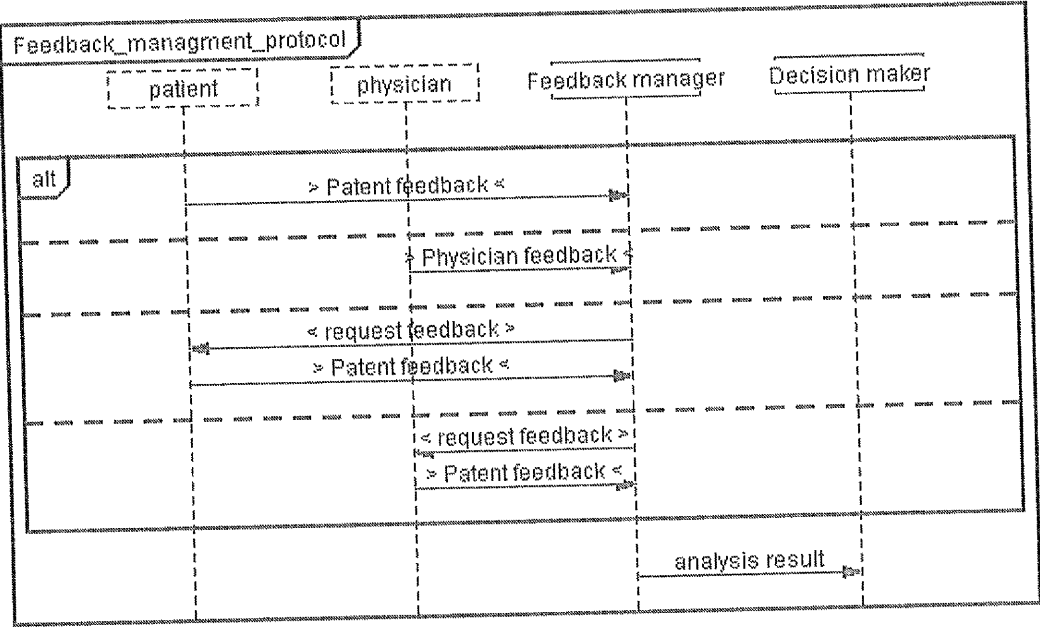 Feedback_managment_protocol
patient
physician
Feedback manager
Decision maker
alt
> Patent feedback <
> Physician feedback <
< request feedback >
> Patent feedback <
< request feedback >
> Patent feedback <
analysis result